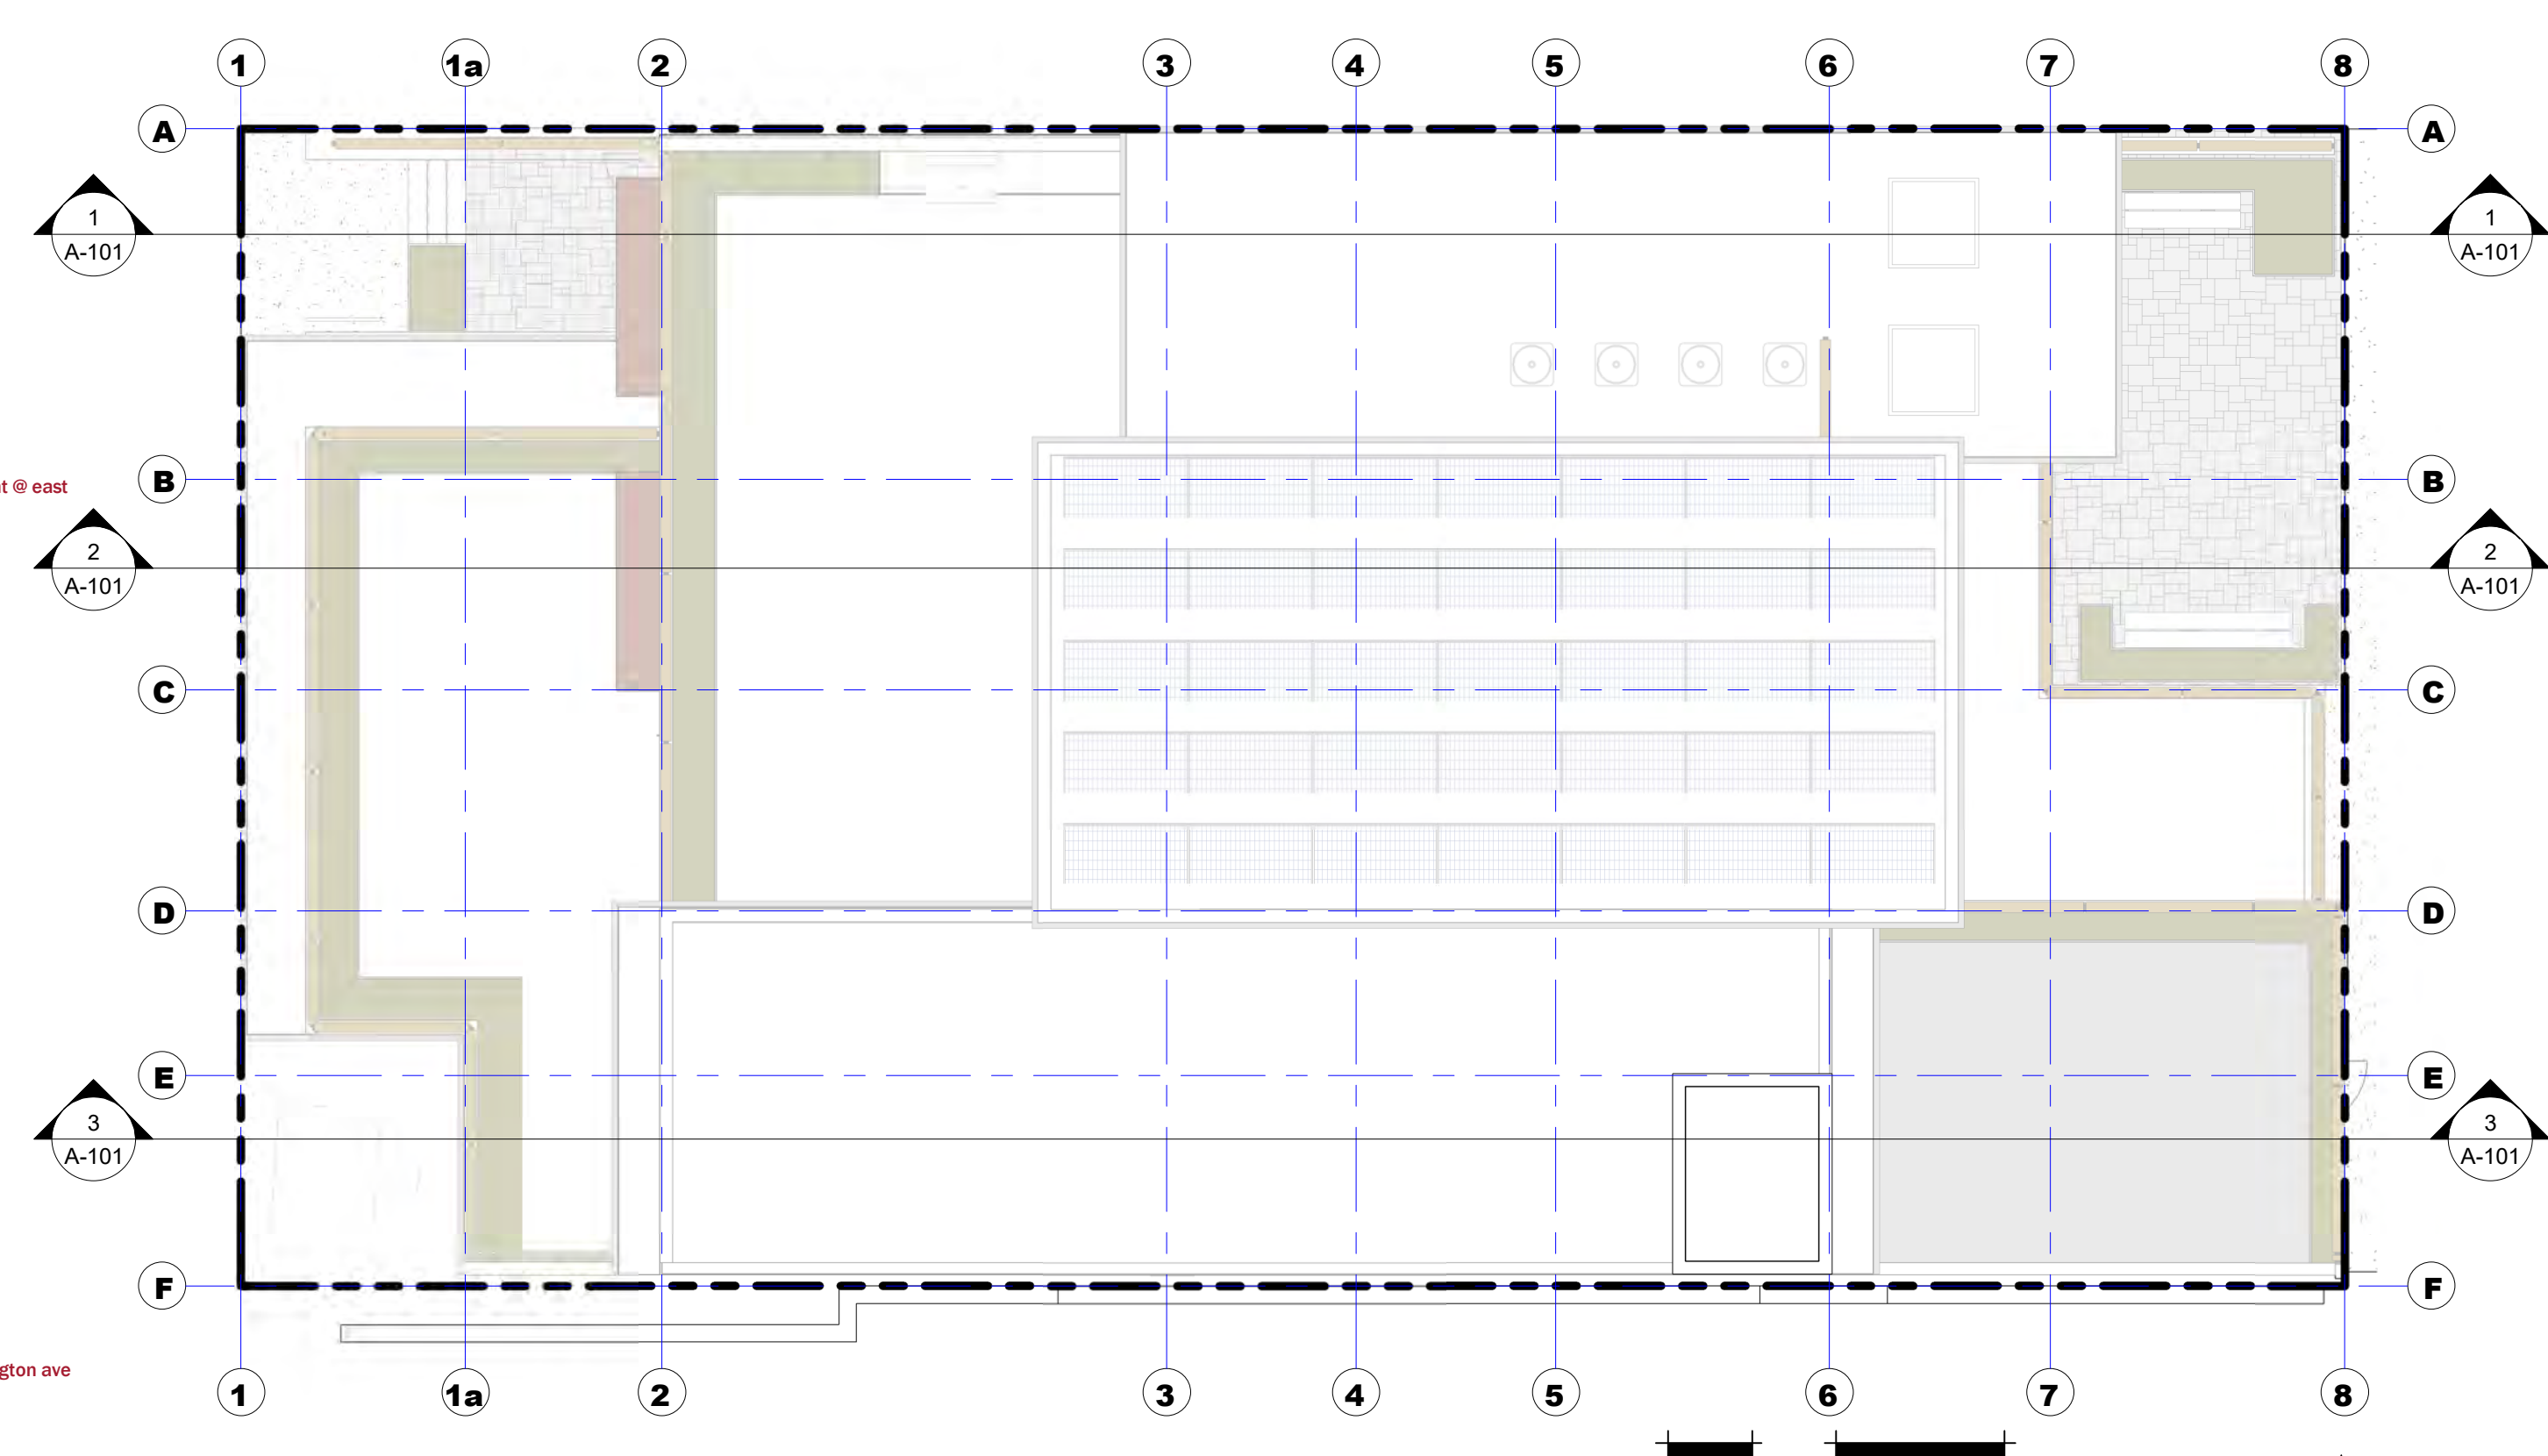 1 1a 2 3 4 5 6 7 8
A A
1 1
A-101 A-101
B B
t @ east
2 2
A-101 A-101
C C
D D
E E
3 3
A-101 A-101
F F
gton ave
1 1a 2 3 4 5 6 7 8